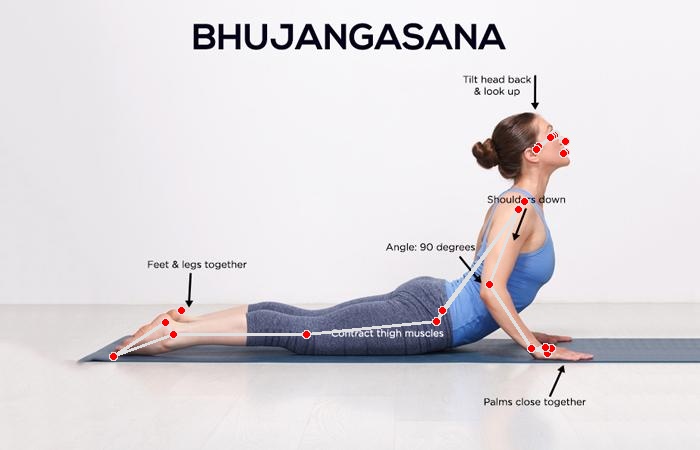 BHUJANGASANA
Tilt head back
& look up
Shoulders down
Angle: 90 degrees
Feet & legs together
Contract thigh muscles
Palms close together